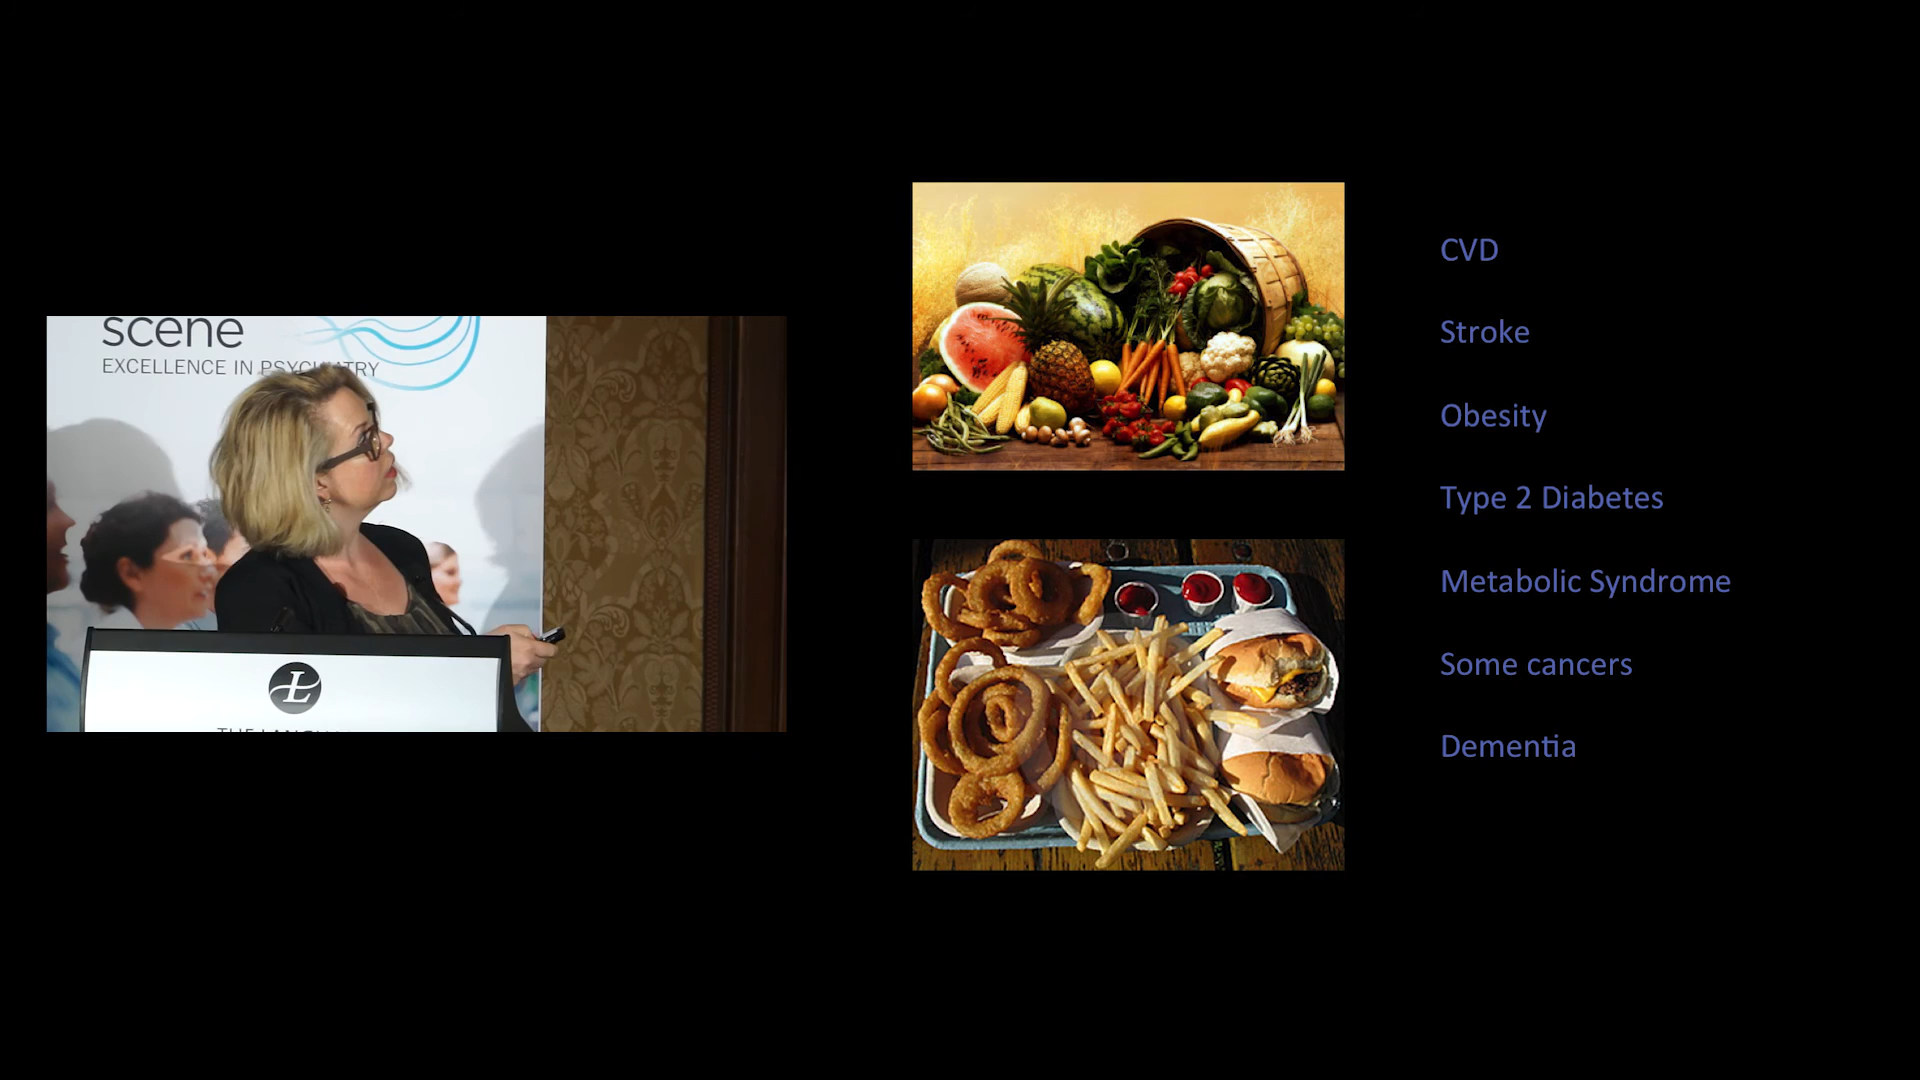 scene
EXCELLENCE IN PSYCHIATRY
CVD
Stroke
Obesity
Type 2 Diabetes
Metabolic Syndrome
Some cancers
Dementia